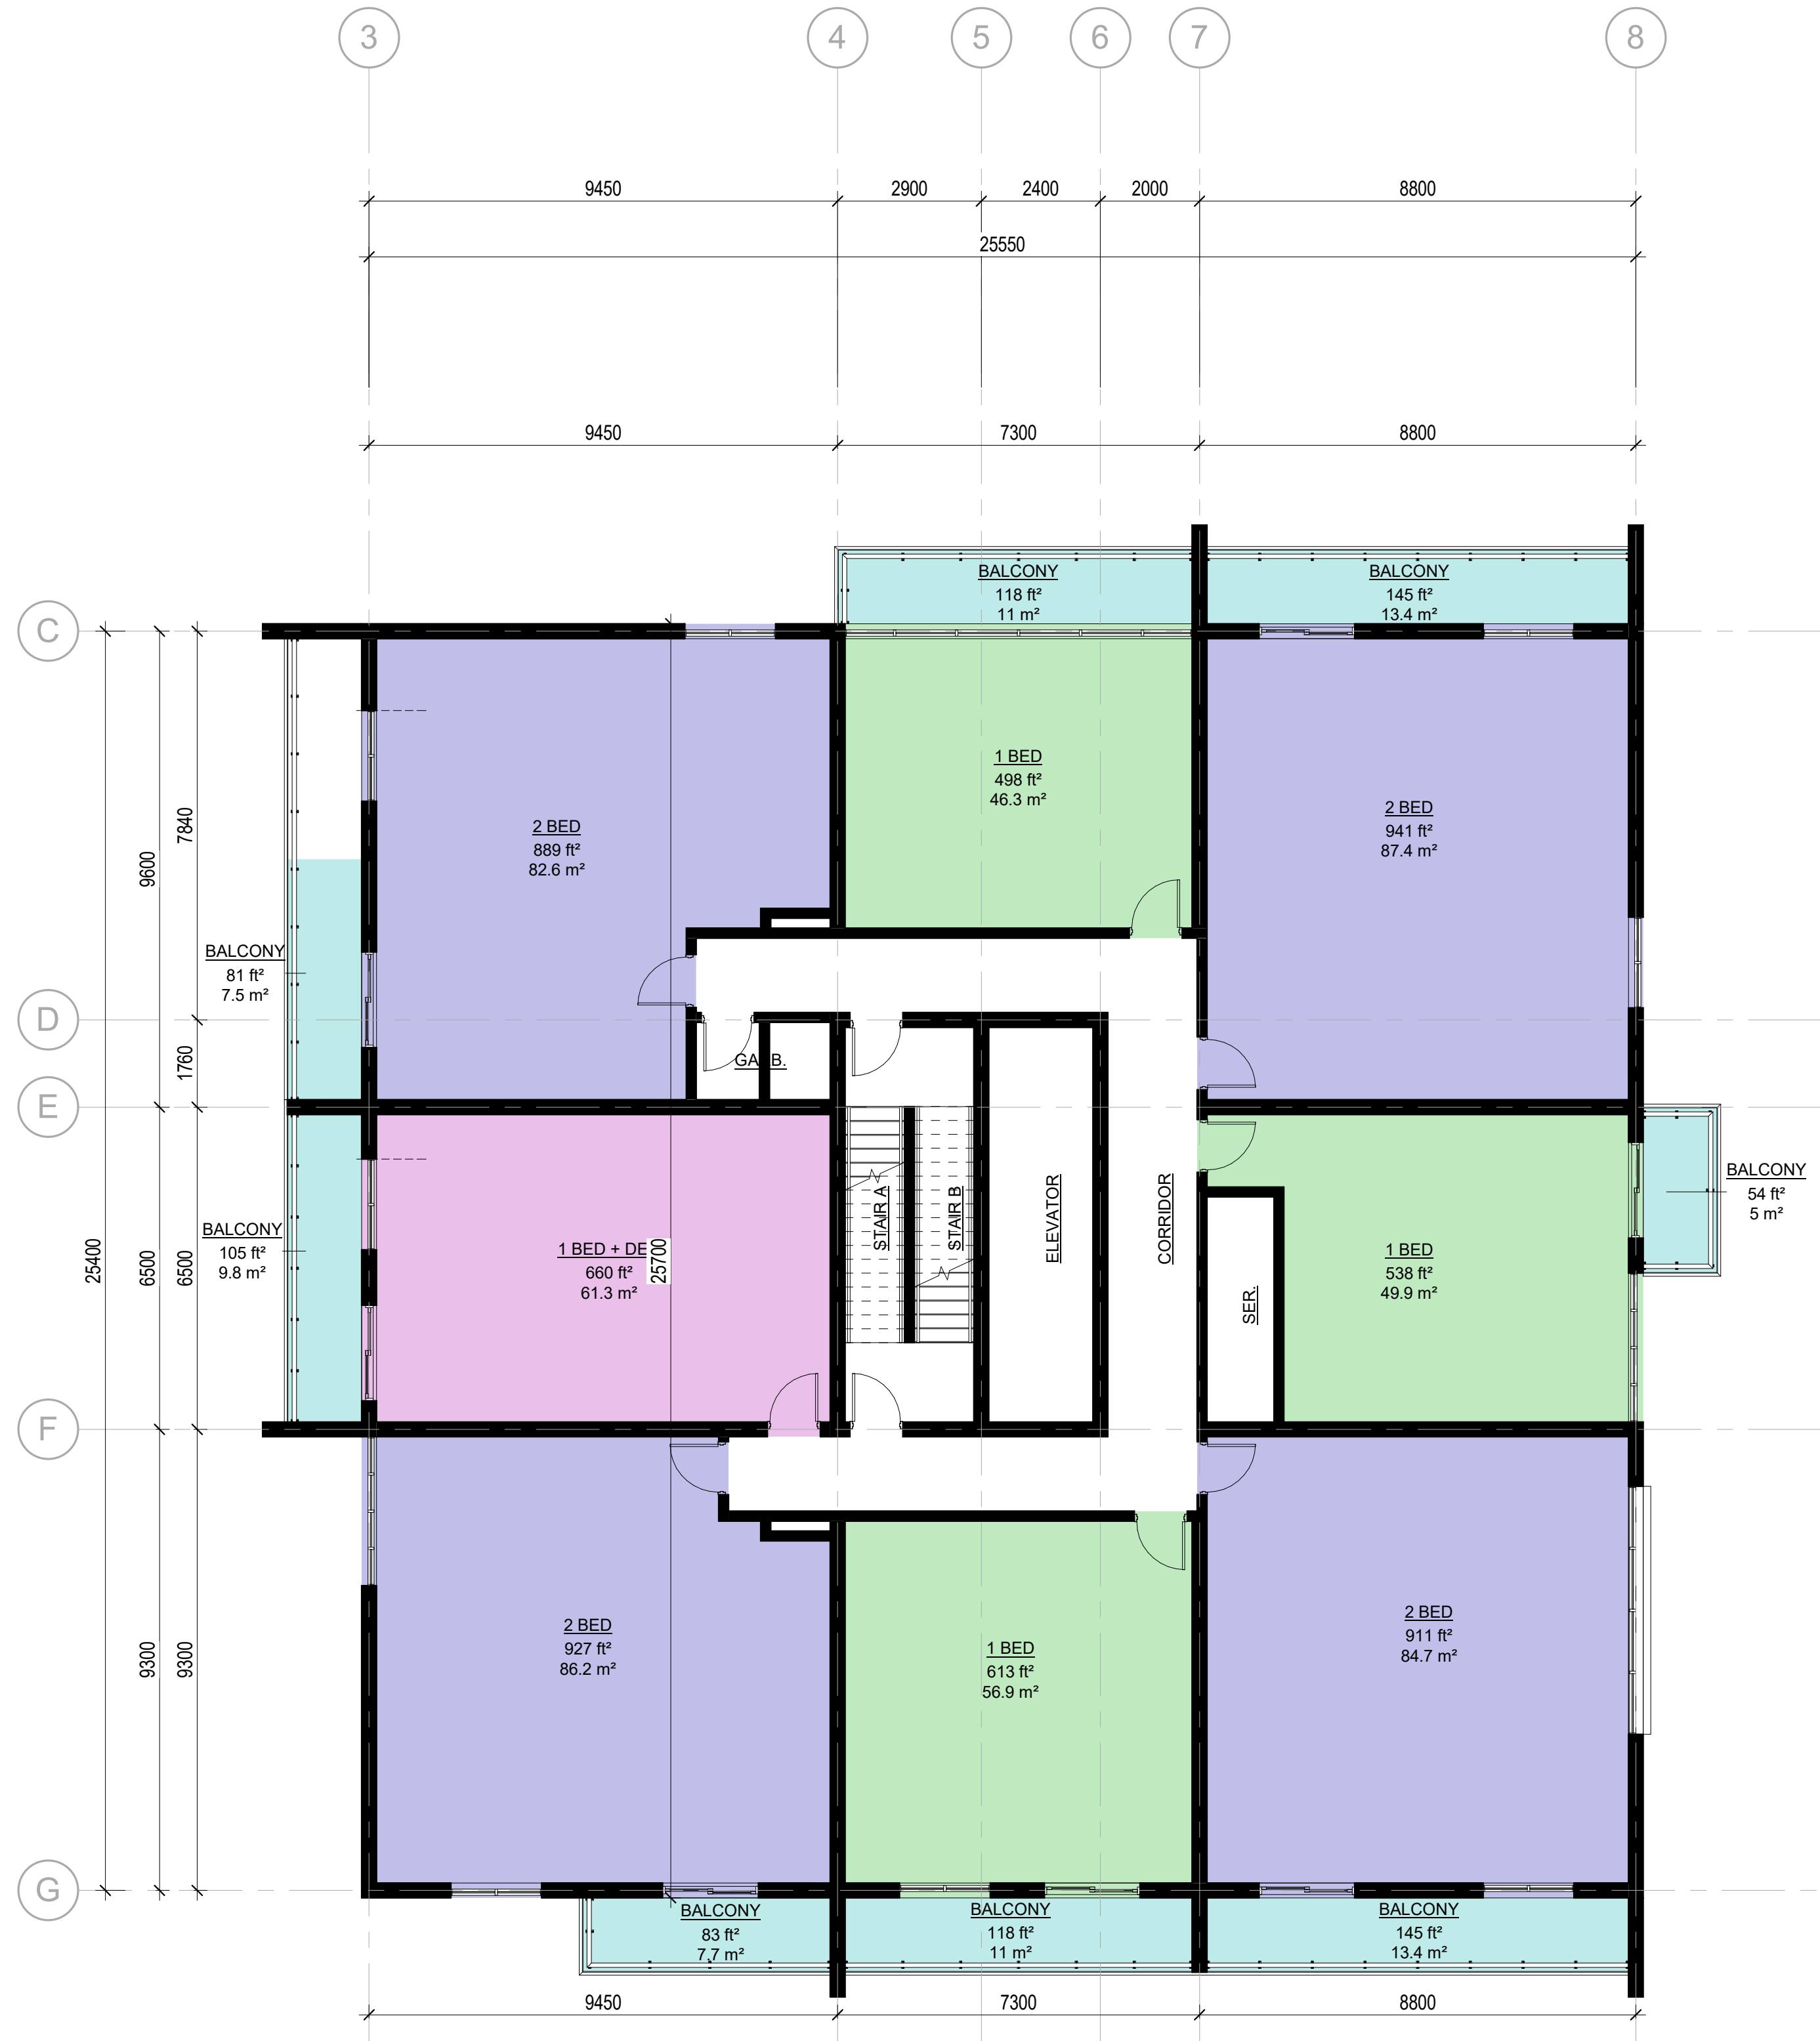 3
4
5
6
7
8
9450
2900
2400
2000
8800
25550
9450
7300
8800
BALCONY
118 ft²
11 m²
BALCONY
145 ft²
13.4 m²
C
1 BED
498 ft²
46.3 m²
2 BED
889 ft²
82.6 m²
2 BED
941 ft²
87.4 m²
7840
9600
BALCONY
81 ft²
7.5 m²
D
1760
GA B.
E
BALCONY
54 ft²
5 m²
BALCONY
105 ft²
9.8 m²
25400
6500
6500
1 BED + DE
660 ft²
61.3 m²
25700
STAIR A
STAIR B
ELEVATOR
CORRIDOR
SER.
1 BED
538 ft²
49.9 m²
F
9300
9300
2 BED
927 ft²
86.2 m²
1 BED
613 ft²
56.9 m²
2 BED
911 ft²
84.7 m²
G
BALCONY
83 ft²
7.7 m²
BALCONY
118 ft²
11 m²
BALCONY
145 ft²
13.4 m²
9450
7300
8800